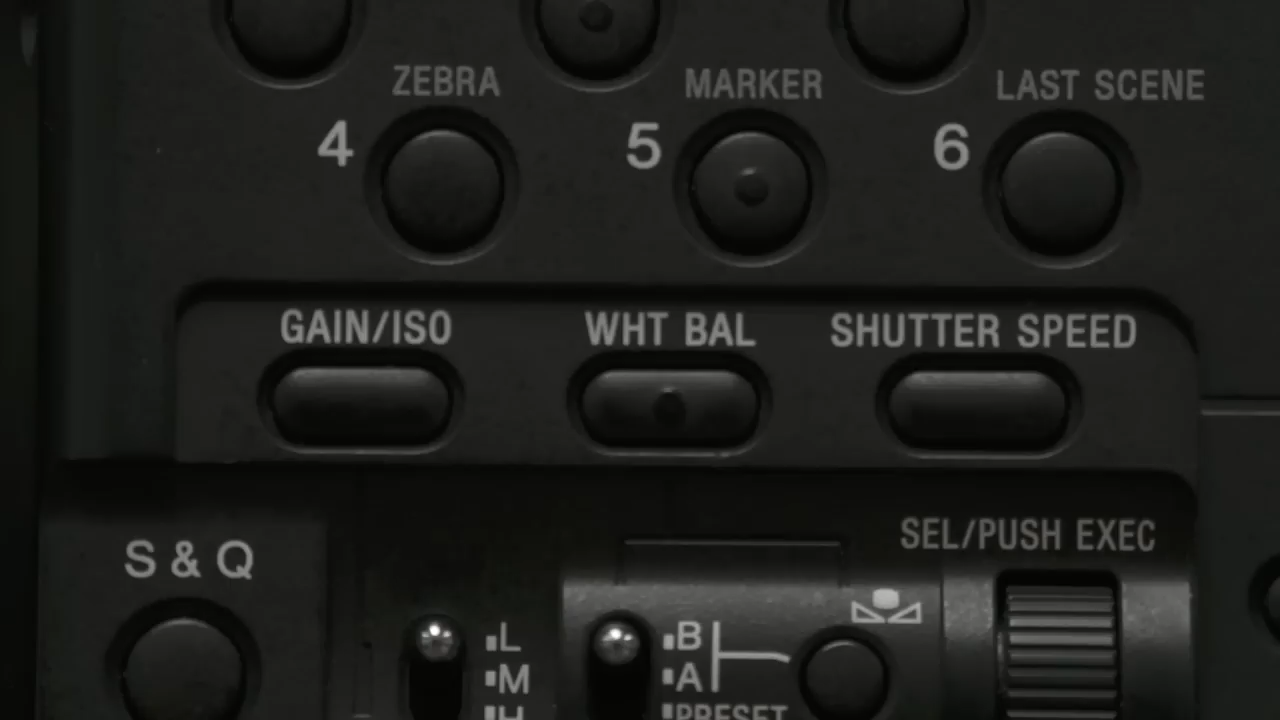 ZEBRA MARKER LAST SCENE
4 5 6
GAIN/ISO WHT BAL SHUTTER SPEED
SEL/PUSH EXEC
S & Q
L B
M A
H PRESET